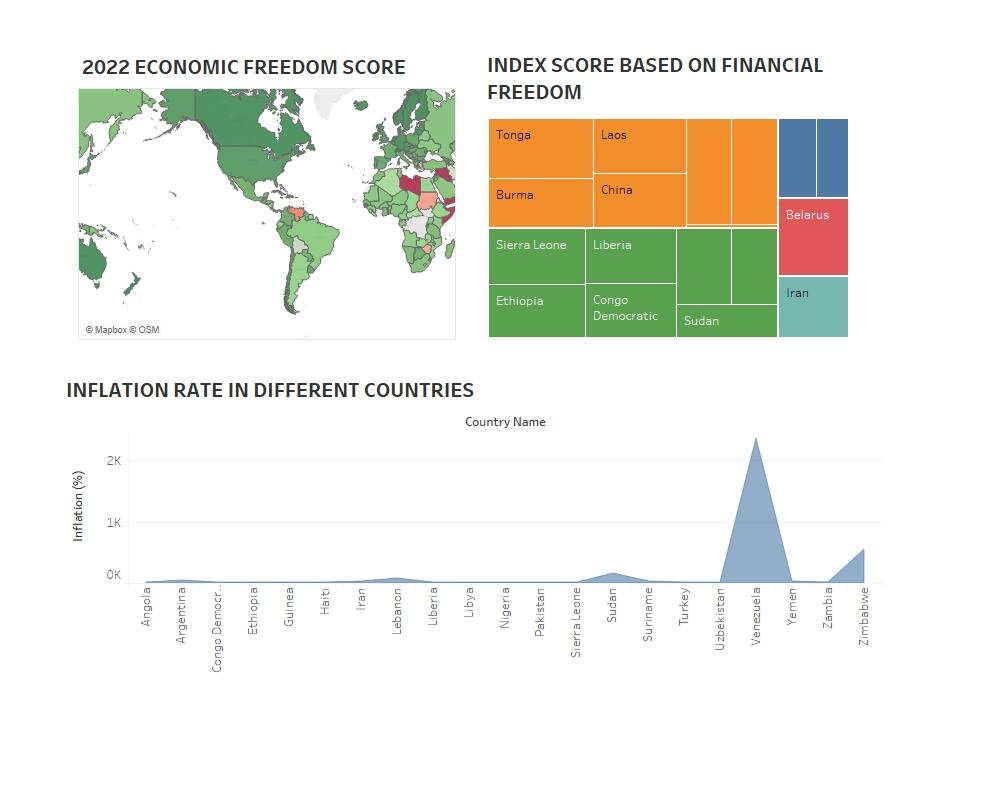 2022 ECONOMIC FREEDOM SCORE
© Mapbox © OSM
INDEX SCORE BASED ON FINANCIAL
FREEDOM
Tonga
Laos
Burma
China
Belarus
Sierra Leone
Liberia
Ethiopia
Congo
Democratic
Sudan
Iran
INFLATION RATE IN DIFFERENT COUNTRIES
Country Name
Inflation (%)
2K
1K
0K
Angola
Argentina
Congo Democr..
Ethiopia
Guinea
Haiti
Iran
Lebanon
Liberia
Libya
Nigeria
Pakistan
Sierra Leone
Sudan
Suriname
Turkey
Uzbekistan
Venezuela
Yemen
Zambia
Zimbabwe